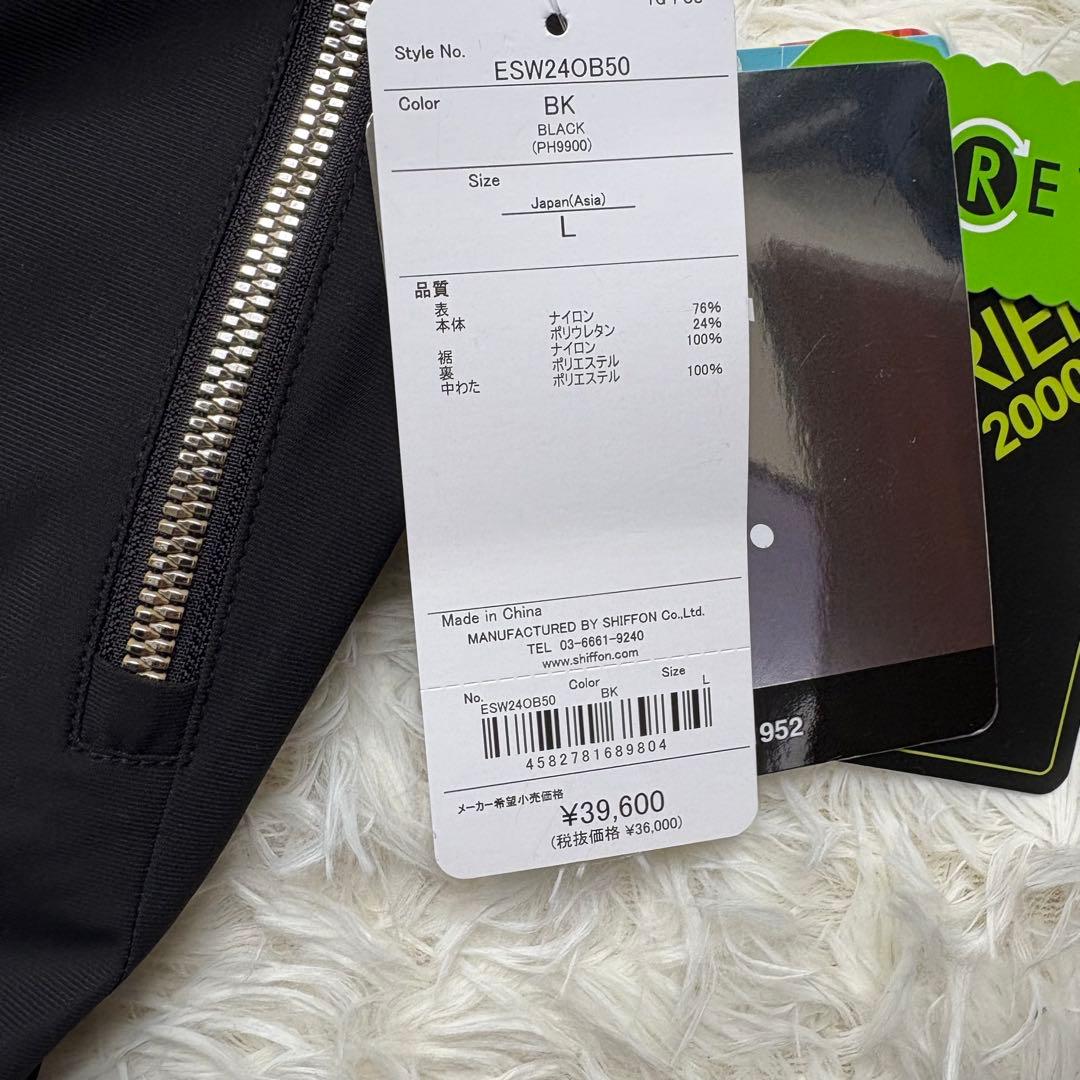 Style No.
ESW24OB50
Color
BK
BLACK
(PH9900)
Size
Japan(Asia)
L
品質
表
本体 ナイロン 76%
ポリウレタン 24%
裾 ナイロン 100%
裏 ポリエステル
中わた ポリエステル 100%
Made in China
MANUFACTURED BY SHIFFON Co.,Ltd.
TEL 03-6661-9240
www.shiffon.com
No. Color Size
ESW24OB50 BK L
4582781689804
メーカー希望小売価格
¥39,600
(税抜価格 ¥36,000)
952
RE
2000